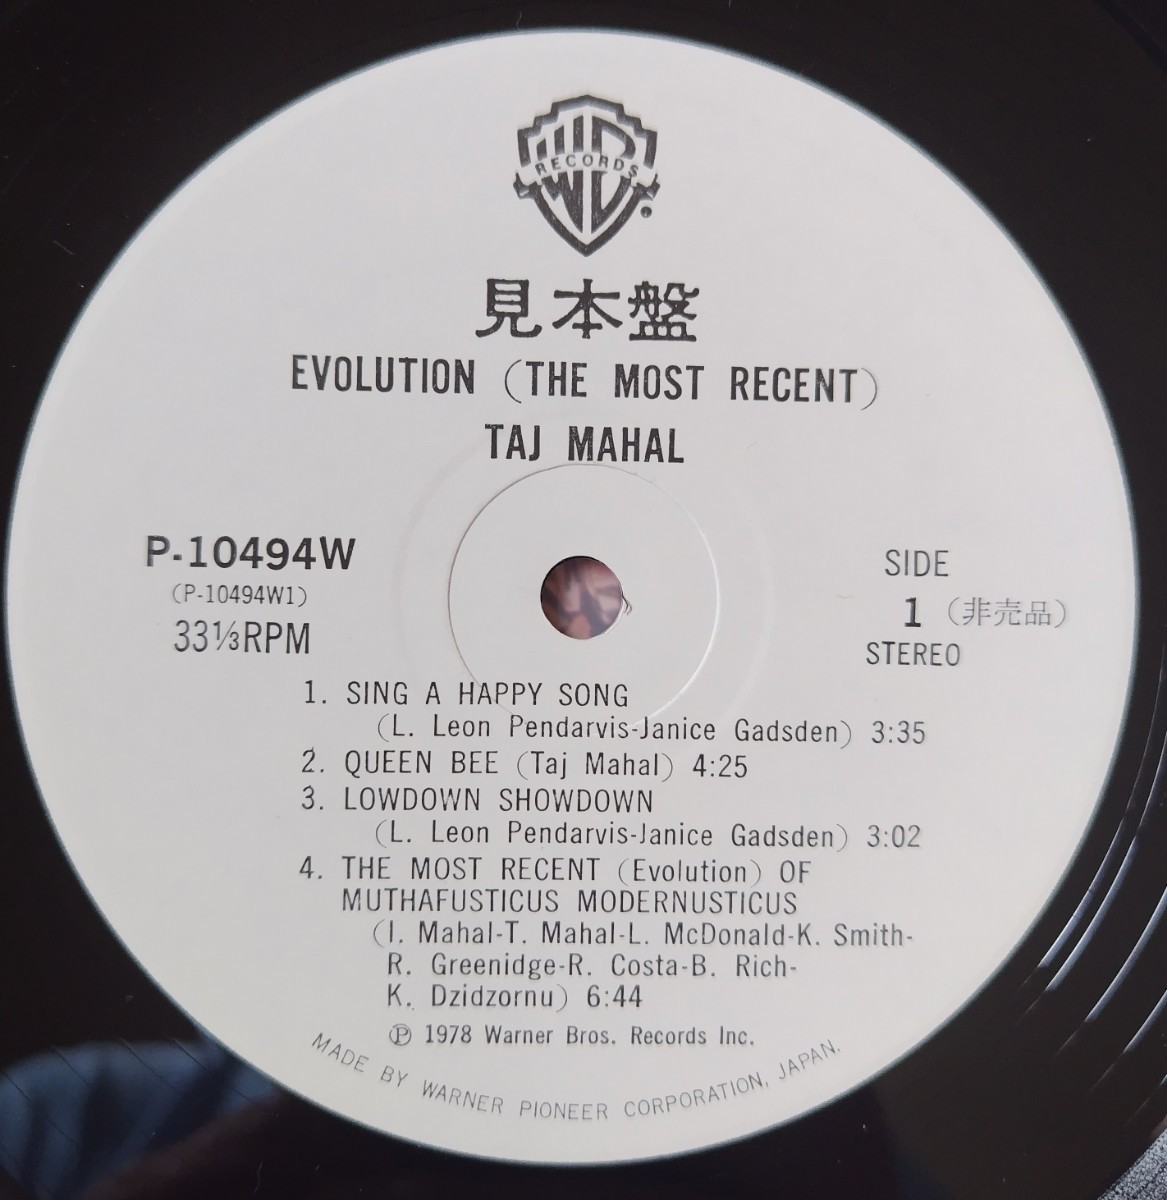 WB
RECORDS
見本盤
EVOLUTION (THE MOST RECENT)
TAJ MAHAL
P-10494W
(P-10494W1)
33⅓RPM
SIDE
1 (非売品)
STEREO
1. SING A HAPPY SONG
(L. Leon Pendarvis-Janice Gadsden) 3:35
2. QUEEN BEE (Taj Mahal) 4:25
3. LOWDOWN SHOWDOWN
(L. Leon Pendarvis-Janice Gadsden) 3:02
4. THE MOST RECENT (Evolution) OF
MUTHAFUSTICUS MODERNUSTICUS
(I. Mahal-T. Mahal-L. McDonald-K. Smith-
R. Greenidge-R. Costa-B. Rich-
K. Dzidzornu) 6:44
℗ 1978 Warner Bros. Records Inc.
MADE BY WARNER PIONEER CORPORATION, JAPAN.